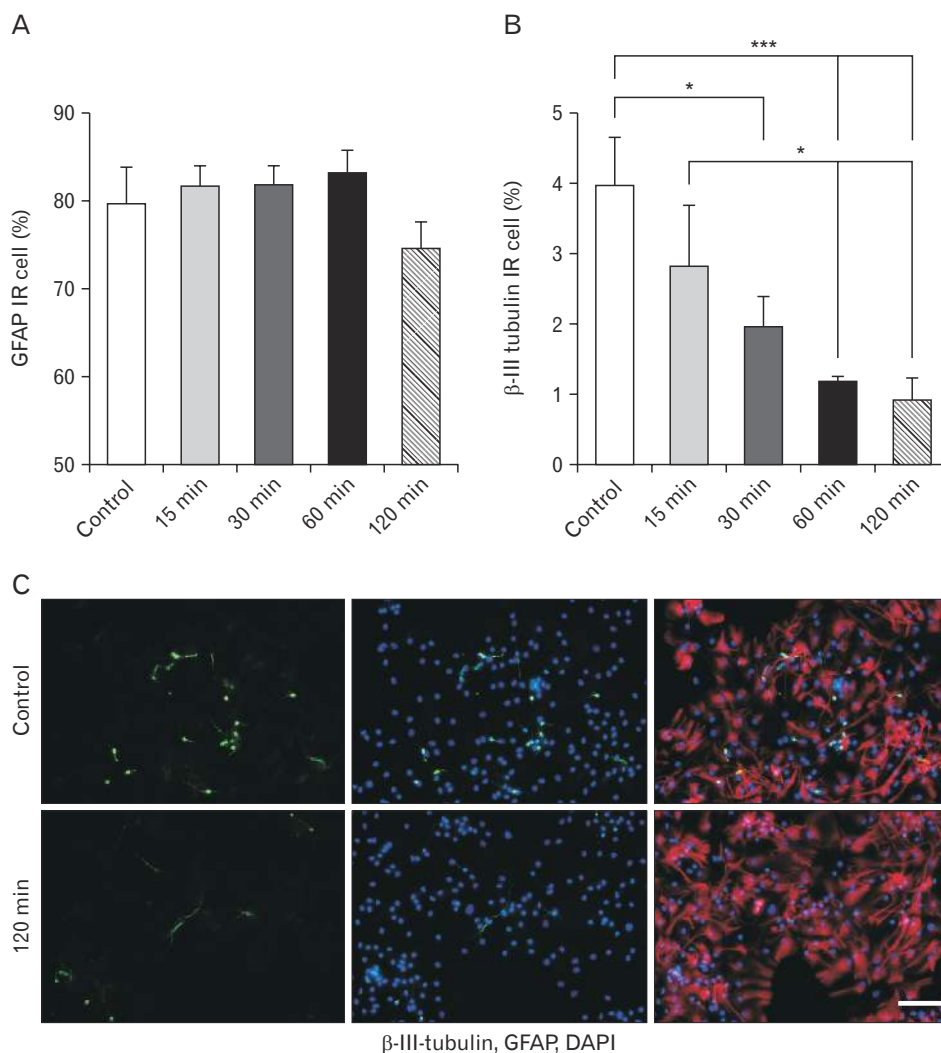 A
GFAP IR cell (%)
90
80
70
60
50
Control
15 min
30 min
60 min
120 min
B
***
*
*
β-III tubulin IR cell (%)
5
4
3
2
1
0
Control
15 min
30 min
60 min
120 min
C
Control
120 min
β-III-tubulin, GFAP, DAPI